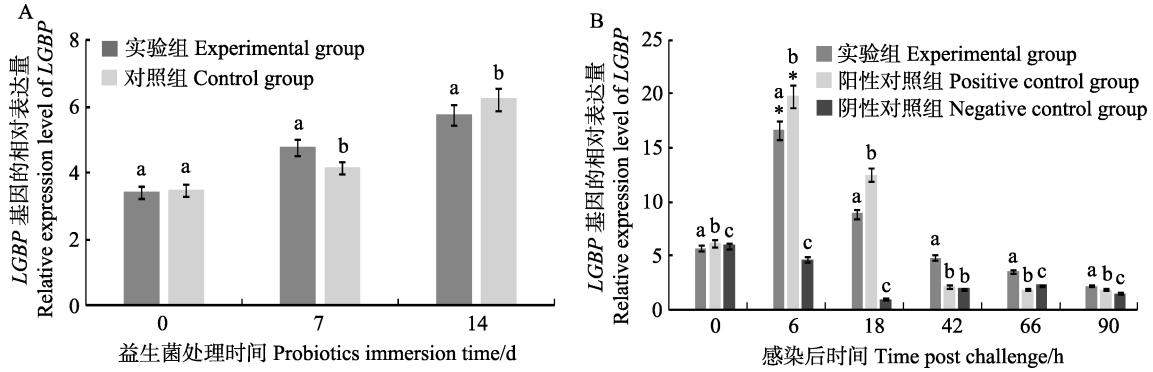 A
LGBP 基因的相对表达量
Relative expression level of LGBP
8
6
4
2
0
实验组 Experimental group
对照组 Control group
a
a
a
b
a
b
0
7
14
益生菌处理时间 Probiotics immersion time/d
B
LGBP 基因的相对表达量
Relative expression level of LGBP
25
20
15
10
5
0
实验组 Experimental group
阳性对照组 Positive control group
阴性对照组 Negative control group
a b c
a
*
b
*
c
a
b
c
a
b b
a
b c
a b c
0
6
18
42
66
90
感染后时间 Time post challenge/h